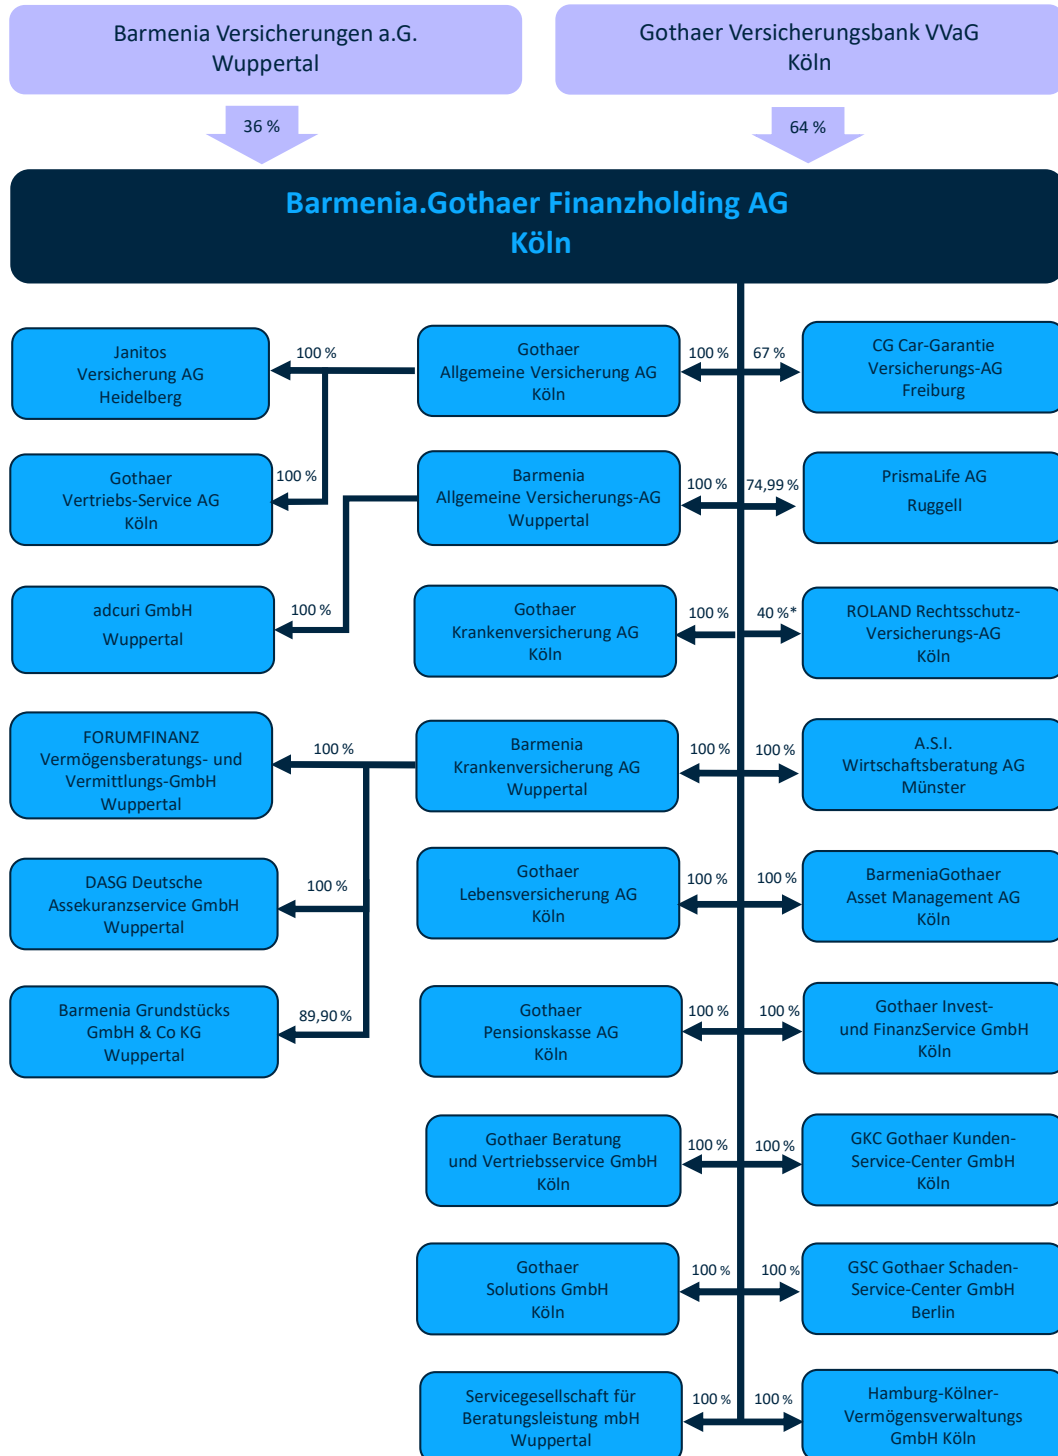 Barmenia Versicherungen a.G.
Wuppertal
Gothaer Versicherungsbank VVaG
Köln
36 %
64 %
Barmenia.Gothaer Finanzholding AG
Köln
Janitos
Versicherung AG
Heidelberg
100 %
Gothaer
Allgemeine Versicherung AG
Köln
100 %
67 %
CG Car-Garantie
Versicherungs-AG
Freiburg
Gothaer
Vertriebs-Service AG
Köln
100 %
Barmenia
Allgemeine Versicherungs-AG
Wuppertal
100 %
74,99 %
PrismaLife AG
Ruggell
adcuri GmbH
Wuppertal
100 %
Gothaer
Krankenversicherung AG
Köln
100 %
40 %*
ROLAND Rechtsschutz-
Versicherungs-AG
Köln
FORUMFINANZ
Vermögensberatungs- und
Vermittlungs-GmbH
Wuppertal
100 %
Barmenia
Krankenversicherung AG
Wuppertal
100 %
100 %
A.S.I.
Wirtschaftsberatung AG
Münster
DASG Deutsche
Assekuranzservice GmbH
Wuppertal
100 %
Gothaer
Lebensversicherung AG
Köln
100 %
100 %
BarmeniaGothaer
Asset Management AG
Köln
Barmenia Grundstücks
GmbH & Co KG
Wuppertal
89,90 %
Gothaer
Pensionskasse AG
Köln
100 %
100 %
Gothaer Invest-
und FinanzService GmbH
Köln
Gothaer Beratung
und Vertriebsservice GmbH
Köln
100 %
100 %
GKC Gothaer Kunden-
Service-Center GmbH
Köln
Gothaer
Solutions GmbH
Köln
100 %
100 %
GSC Gothaer Schaden-
Service-Center GmbH
Berlin
Servicegesellschaft für
Beratungsleistung mbH
Wuppertal
100 %
100 %
Hamburg-Kölner-
Vermögensverwaltungs
GmbH Köln